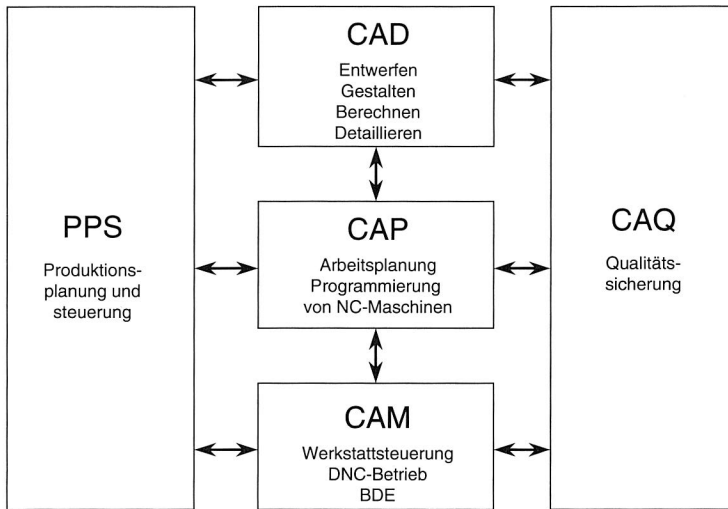 PPS
Produktions-
planung und
steuerung
CAD
Entwerfen
Gestalten
Berechnen
Detaillieren
CAP
Arbeitsplanung
Programmierung
von NC-Maschinen
CAM
Werkstattsteuerung
DNC-Betrieb
BDE
CAQ
Qualitäts-
sicherung